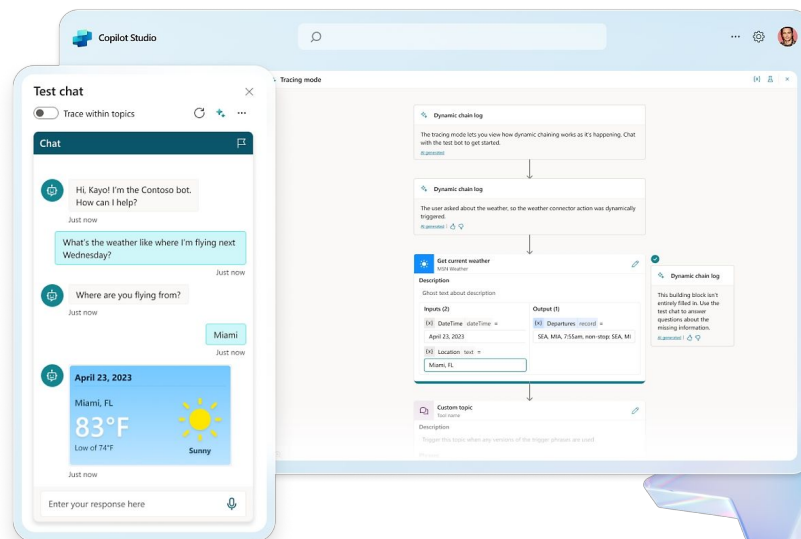 Copilot Studio
Test chat
Trace within topics
Chat
Hi, Kayo! I'm the Contoso bot.
How can I help?
Just now
What's the weather like where I'm flying next
Wednesday?
Just now
Where are you flying from?
Just now
Miami
Just now
April 23, 2023
Miami, FL
83°F
Low of 74°F
Sunny
Just now
Enter your response here
Tracing mode
Dynamic chain log
The tracing mode lets you view how dynamic chaining works as it's happening. Chat
with the test bot to get started.
AI generated
Dynamic chain log
The user asked about the weather, so the weather connector action was dynamically
triggered.
AI generated
Get current weather
MSN Weather
Description
Ghost text about description
Inputs (2)
{x} DateTime dateTime =
April 23, 2023
{x} Location text =
Miami, FL
Output (1)
{x} Departures record =
SEA, MIA, 7:55am, non-stop; SEA, MI
Dynamic chain log
This building block isn't
entirely filled in. Use the
test chat to answer
questions about the
missing information.
AI generated
Custom topic
Tool name
Description
Trigger this topic when any versions of the trigger phrases are used